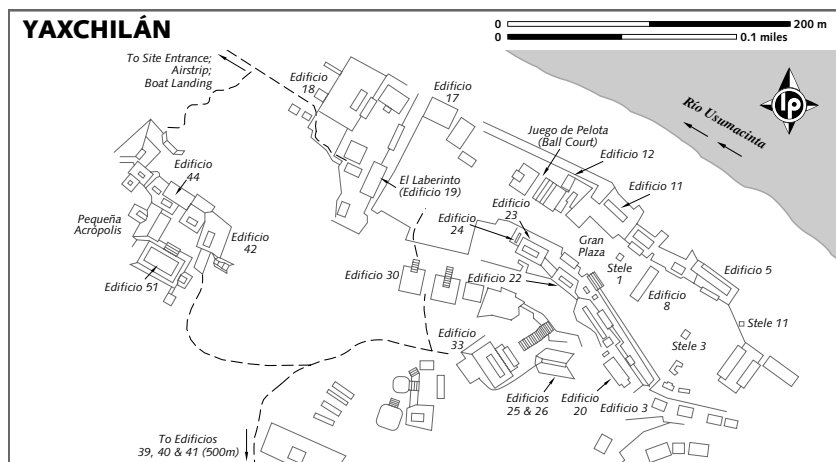 YAXCHILÁN
0 200 m
0 0.1 miles
To Site Entrance;
Airstrip;
Boat Landing
Edificio
18
Edificio
17
lp
Río Usumacinta
Juego de Pelota
(Ball Court)
Edificio 12
Edificio
44
El Laberinto
(Edificio 19)
Edificio 11
Edificio
23
Edificio
24
Pequeña
Acrópolis
Edificio
42
Gran
Plaza
Edificio 51
Edificio 30
Edificio 22
Stele
1
Edificio 5
Edificio
8
Stele 11
Edificio
33
Stele 3
Edificios
25 & 26
Edificio
20
Edificio 3
To Edificios
39, 40 & 41 (500m)